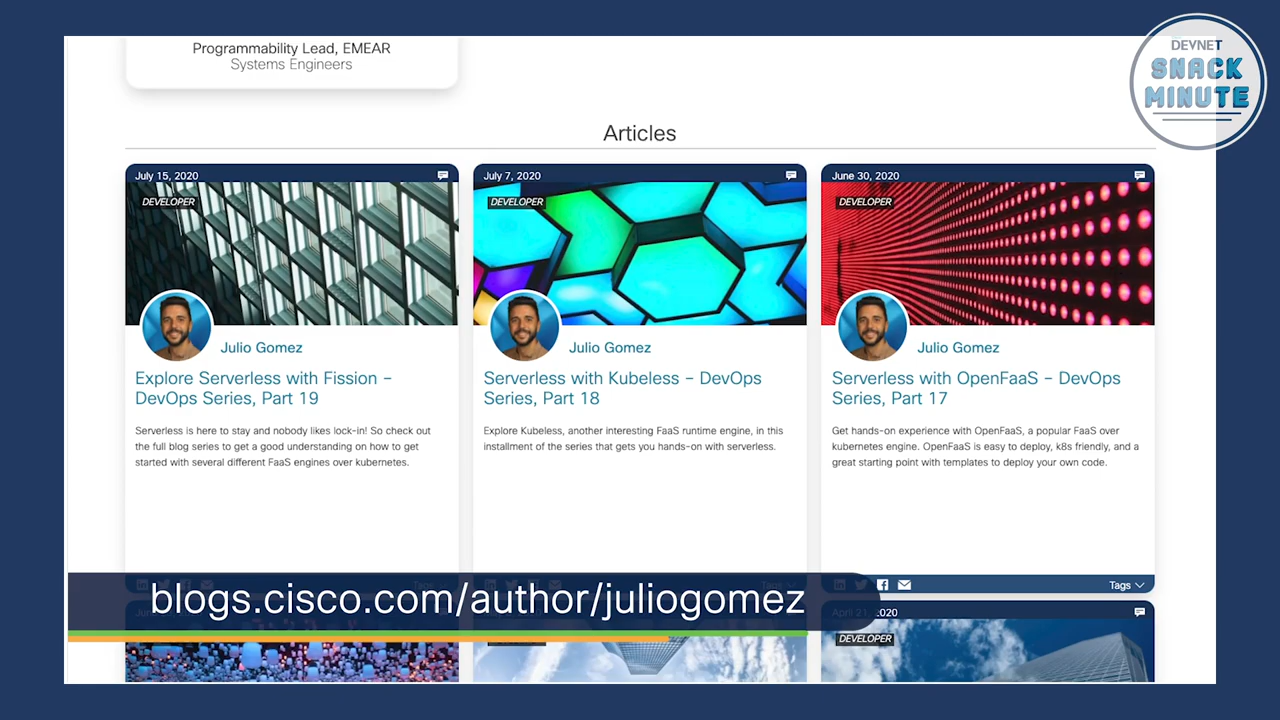 Programmability Lead, EMEAR
Systems Engineers
DEVNET
SNACK
MINUTE
Articles
July 15, 2020
DEVELOPER
Julio Gomez
Explore Serverless with Fission –
DevOps Series, Part 19
Serverless is here to stay and nobody likes lock-in! So check out
the full blog series to get a good understanding on how to get
started with several different FaaS engines over kubernetes.
July 7, 2020
DEVELOPER
Julio Gomez
Serverless with Kubeless – DevOps
Series, Part 18
Explore Kubeless, another interesting FaaS runtime engine, in this
installment of the series that gets you hands-on with serverless.
June 30, 2020
DEVELOPER
Julio Gomez
Serverless with OpenFaaS – DevOps
Series, Part 17
Get hands-on experience with OpenFaaS, a popular FaaS over
kubernetes engine. OpenFaaS is easy to deploy, k8s friendly, and a
great starting point with templates to deploy your own code.
Tags
Tags
Tags
blogs.cisco.com/author/juliogomez
April 21, 2020
DEVELOPER